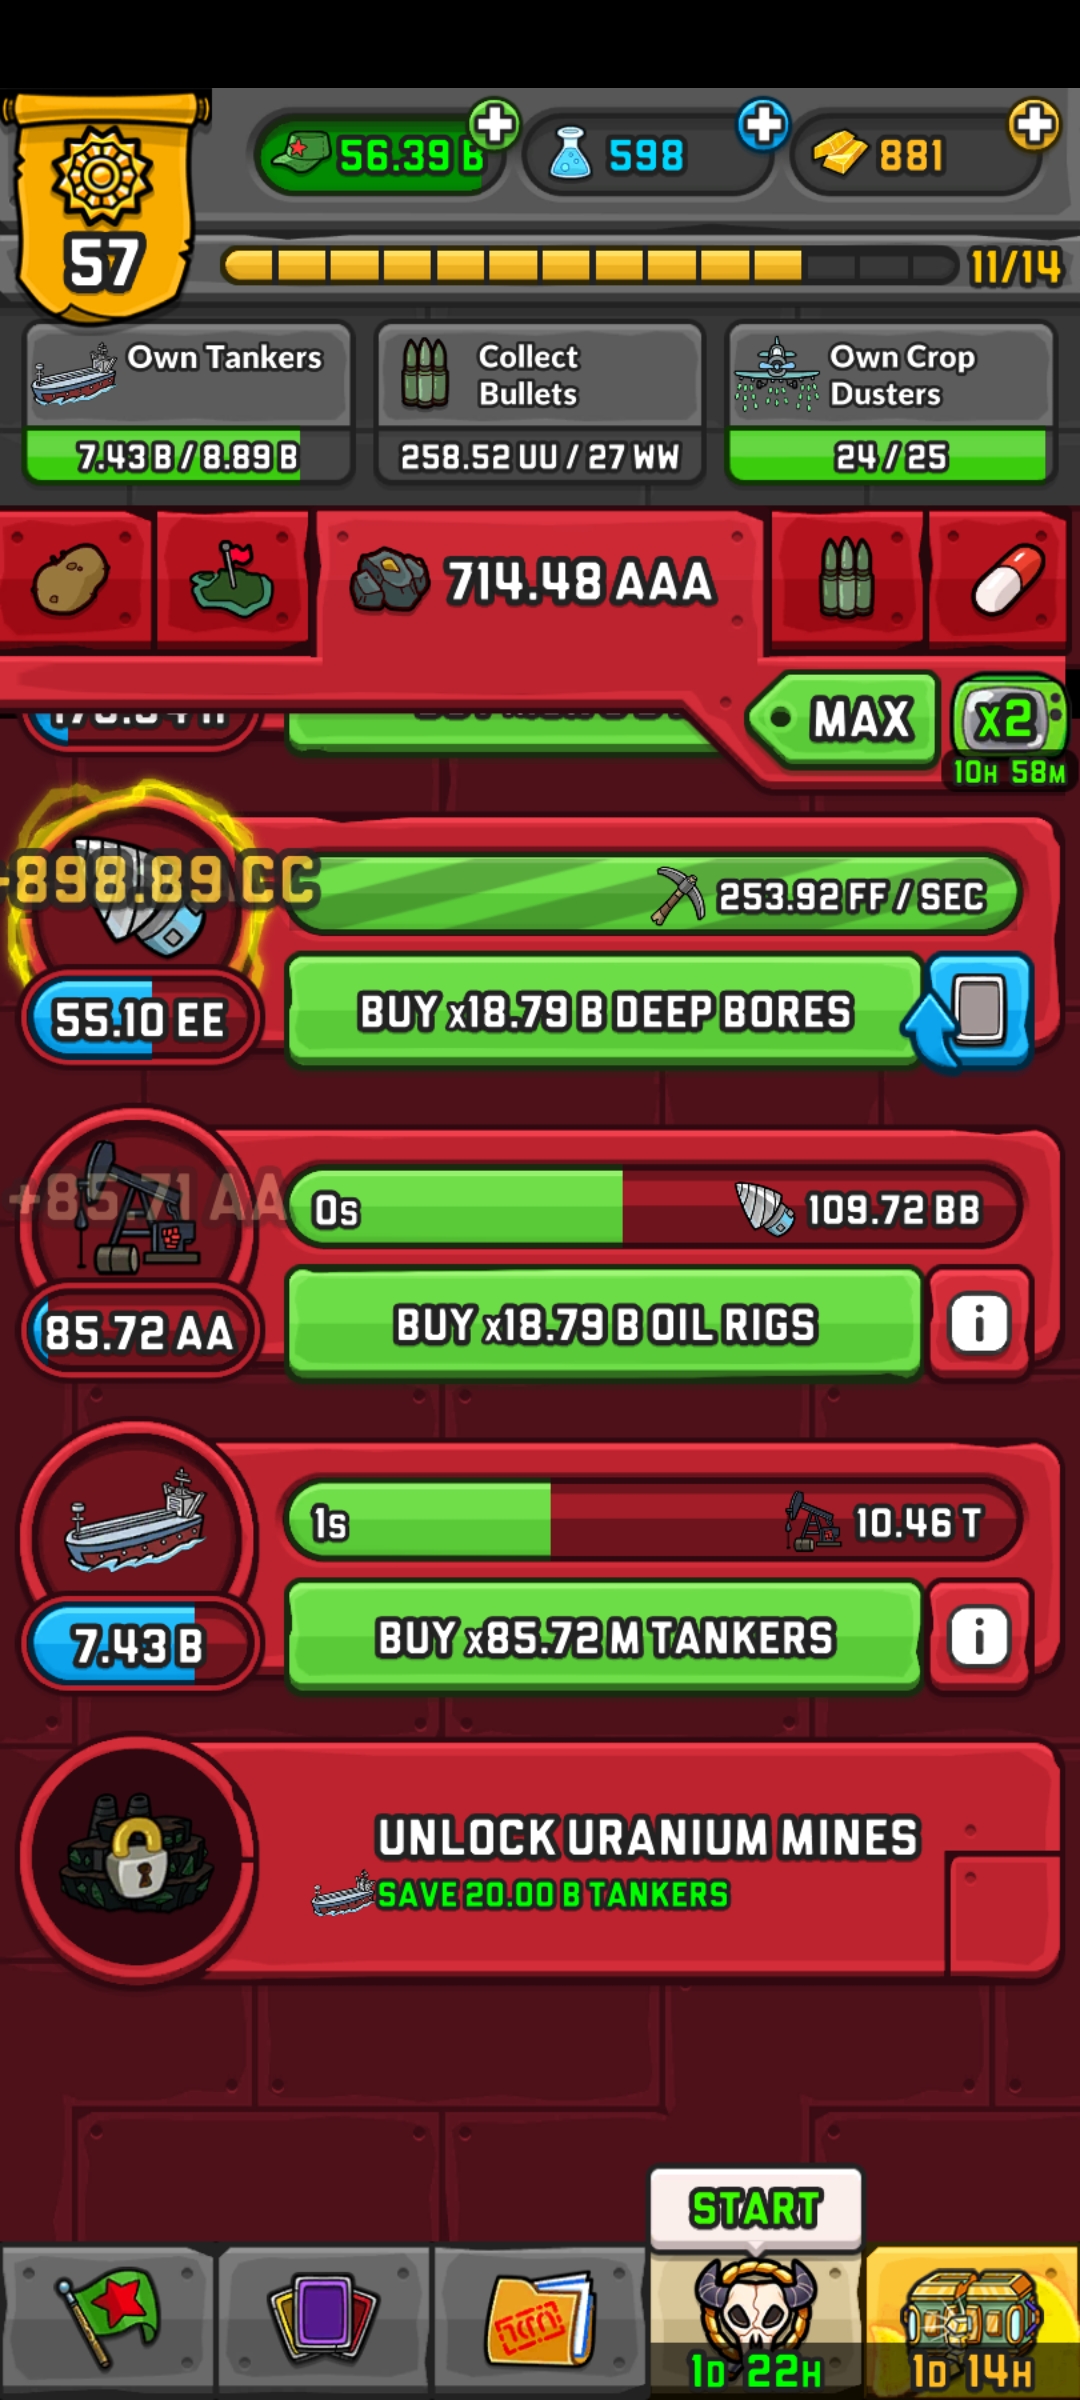 56.39 B
598
881
57
11/14
Own Tankers
7.43 B / 8.89 B
Collect
Bullets
258.52 UU / 27 WW
Own Crop
Dusters
24 / 25
714.48 AAA
MAX
x2
10H 58M
+898.89 CC
253.92 FF / SEC
55.10 EE
BUY x18.79 B DEEP BORES
+85.71 AA
0s
109.72 BB
85.72 AA
BUY x18.79 B OIL RIGS
i
1s
10.46 T
7.43 B
BUY x85.72 M TANKERS
i
UNLOCK URANIUM MINES
SAVE 20.00 B TANKERS
START
1D 22H
1D 14H